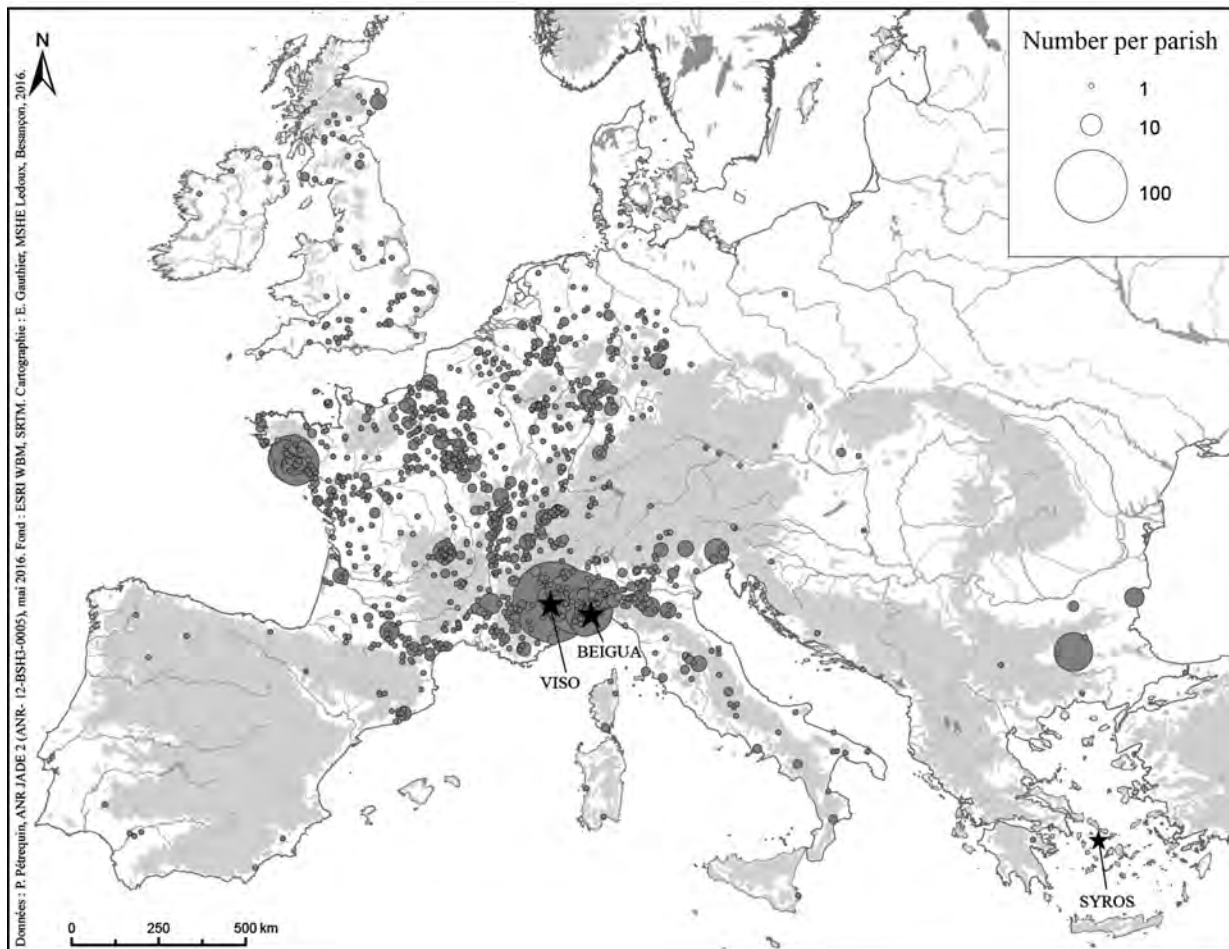 Données : P. Pétrequin, ANR JADE 2 (ANR- 12-BSH3-0005), mai 2016. Fond : ESRI WBM, SRTM. Cartographie : E. Gauthier, MSHE Ledoux, Besançon, 2016.
N
Number per parish
1
10
100
BEIGUA
VISO
SYROS
0 250 500 km